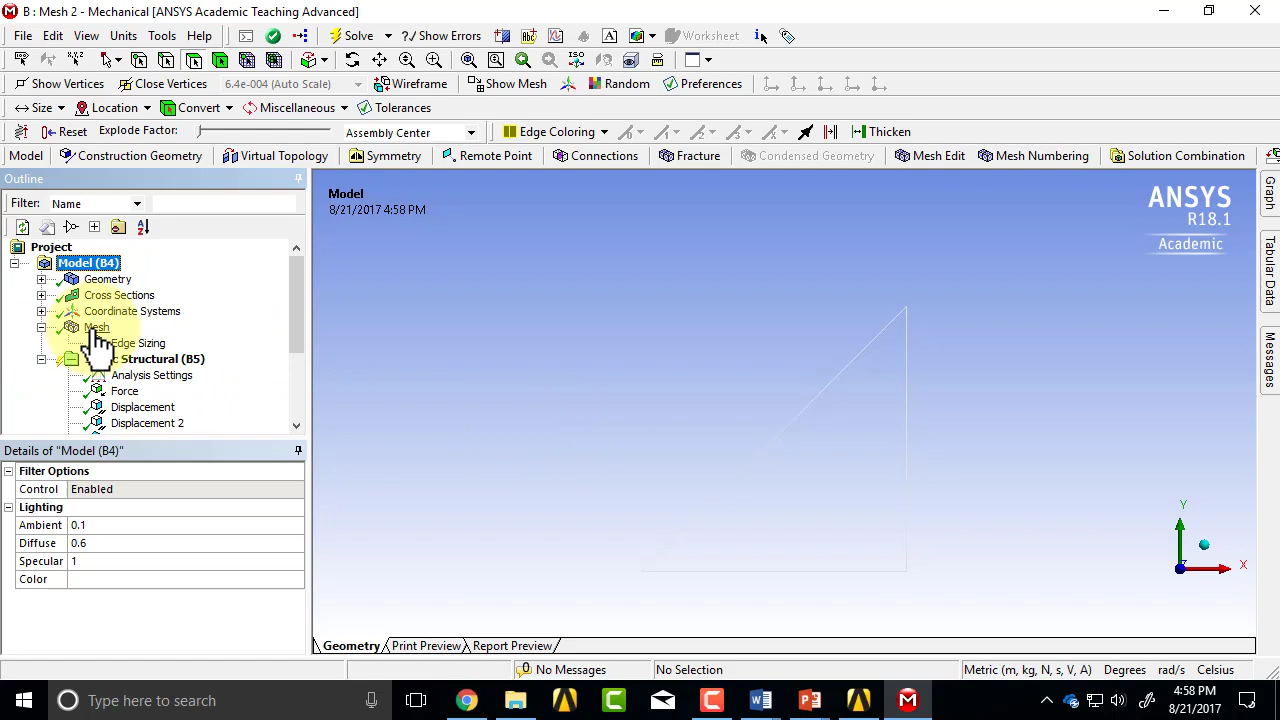 B : Mesh 2 - Mechanical [ANSYS Academic Teaching Advanced]
File Edit View Units Tools Help Solve Show Errors Worksheet
Show Vertices Close Vertices 6.4e-004 (Auto Scale) Wireframe Show Mesh Random Preferences
Size Location Convert Miscellaneous Tolerances
Reset Explode Factor: Assembly Center Edge Coloring Thicken
Model Construction Geometry Virtual Topology Symmetry Remote Point Connections Fracture Condensed Geometry Mesh Edit Mesh Numbering Solution Combination
Outline
Filter: Name
Project
Model (B4)
Geometry
Cross Sections
Coordinate Systems
Mesh
Edge Sizing
Structural (B5)
Analysis Settings
Force
Displacement
Displacement 2
Details of "Model (B4)"
Filter Options
Control Enabled
Lighting
Ambient 0.1
Diffuse 0.6
Specular 1
Color
Model
8/21/2017 4:58 PM
ANSYS
R18.1
Academic
Y
X
Z
Graph
Tabular Data
Messages
Geometry Print Preview Report Preview
0 No Messages No Selection Metric (m, kg, N, s, V, A) Degrees rad/s Celsius
Type here to search
4:58 PM
8/21/2017